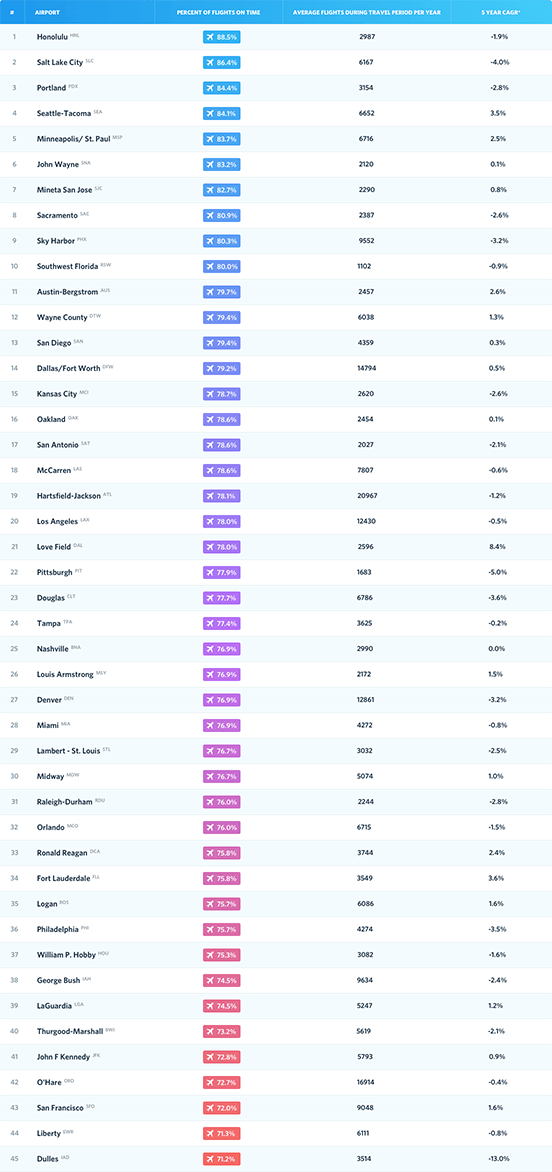 # AIRPORT PERCENT OF FLIGHTS ON TIME AVERAGE FLIGHTS DURING TRAVEL PERIOD PER YEAR 5 YEAR CAGR*
1 Honolulu HNL 88.5% 2987 -1.9%
2 Salt Lake City SLC 86.4% 6167 -4.0%
3 Portland PDX 84.4% 3154 -2.8%
4 Seattle-Tacoma SEA 84.1% 6652 3.5%
5 Minneapolis/ St. Paul MSP 83.7% 6716 2.5%
6 John Wayne SNA 83.2% 2120 0.1%
7 Mineta San Jose SJC 82.7% 2290 0.8%
8 Sacramento SAC 80.9% 2387 -2.6%
9 Sky Harbor PHX 80.3% 9552 -3.2%
10 Southwest Florida RSW 80.0% 1102 -0.9%
11 Austin-Bergstrom AUS 79.7% 2457 2.6%
12 Wayne County DTW 79.4% 6038 1.3%
13 San Diego SAN 79.4% 4359 0.3%
14 Dallas/Fort Worth DFW 79.2% 14794 0.5%
15 Kansas City MCI 78.7% 2620 -2.6%
16 Oakland OAK 78.6% 2454 0.1%
17 San Antonio SAT 78.6% 2027 -2.1%
18 McCarren LAS 78.6% 7807 -0.6%
19 Hartsfield-Jackson ATL 78.1% 20967 -1.2%
20 Los Angeles LAX 78.0% 12430 -0.5%
21 Love Field DAL 78.0% 2596 8.4%
22 Pittsburgh PIT 77.9% 1683 -5.0%
23 Douglas CLT 77.7% 6786 -3.6%
24 Tampa TPA 77.4% 3625 -0.2%
25 Nashville BNA 76.9% 2990 0.0%
26 Louis Armstrong MSY 76.9% 2172 1.5%
27 Denver DEN 76.9% 12861 -3.2%
28 Miami MIA 76.9% 4272 -0.8%
29 Lambert - St. Louis STL 76.7% 3032 -2.5%
30 Midway MDW 76.7% 5074 1.0%
31 Raleigh-Durham RDU 76.0% 2244 -2.8%
32 Orlando MCO 76.0% 6715 -1.5%
33 Ronald Reagan DCA 75.8% 3744 2.4%
34 Fort Lauderdale FLL 75.8% 3549 3.6%
35 Logan BOS 75.7% 6086 1.6%
36 Philadelphia PHI 75.7% 4274 -3.5%
37 William P. Hobby HOU 75.3% 3082 -1.6%
38 George Bush IAH 74.5% 9634 -2.4%
39 LaGuardia LGA 74.5% 5247 1.2%
40 Thurgood-Marshall BWI 73.2% 5619 -2.1%
41 John F Kennedy JFK 72.8% 5793 0.9%
42 O'Hare ORD 72.7% 16914 -0.4%
43 San Francisco SFO 72.0% 9048 1.6%
44 Liberty EWR 71.3% 6111 -0.8%
45 Dulles IAD 71.2% 3514 -13.0%